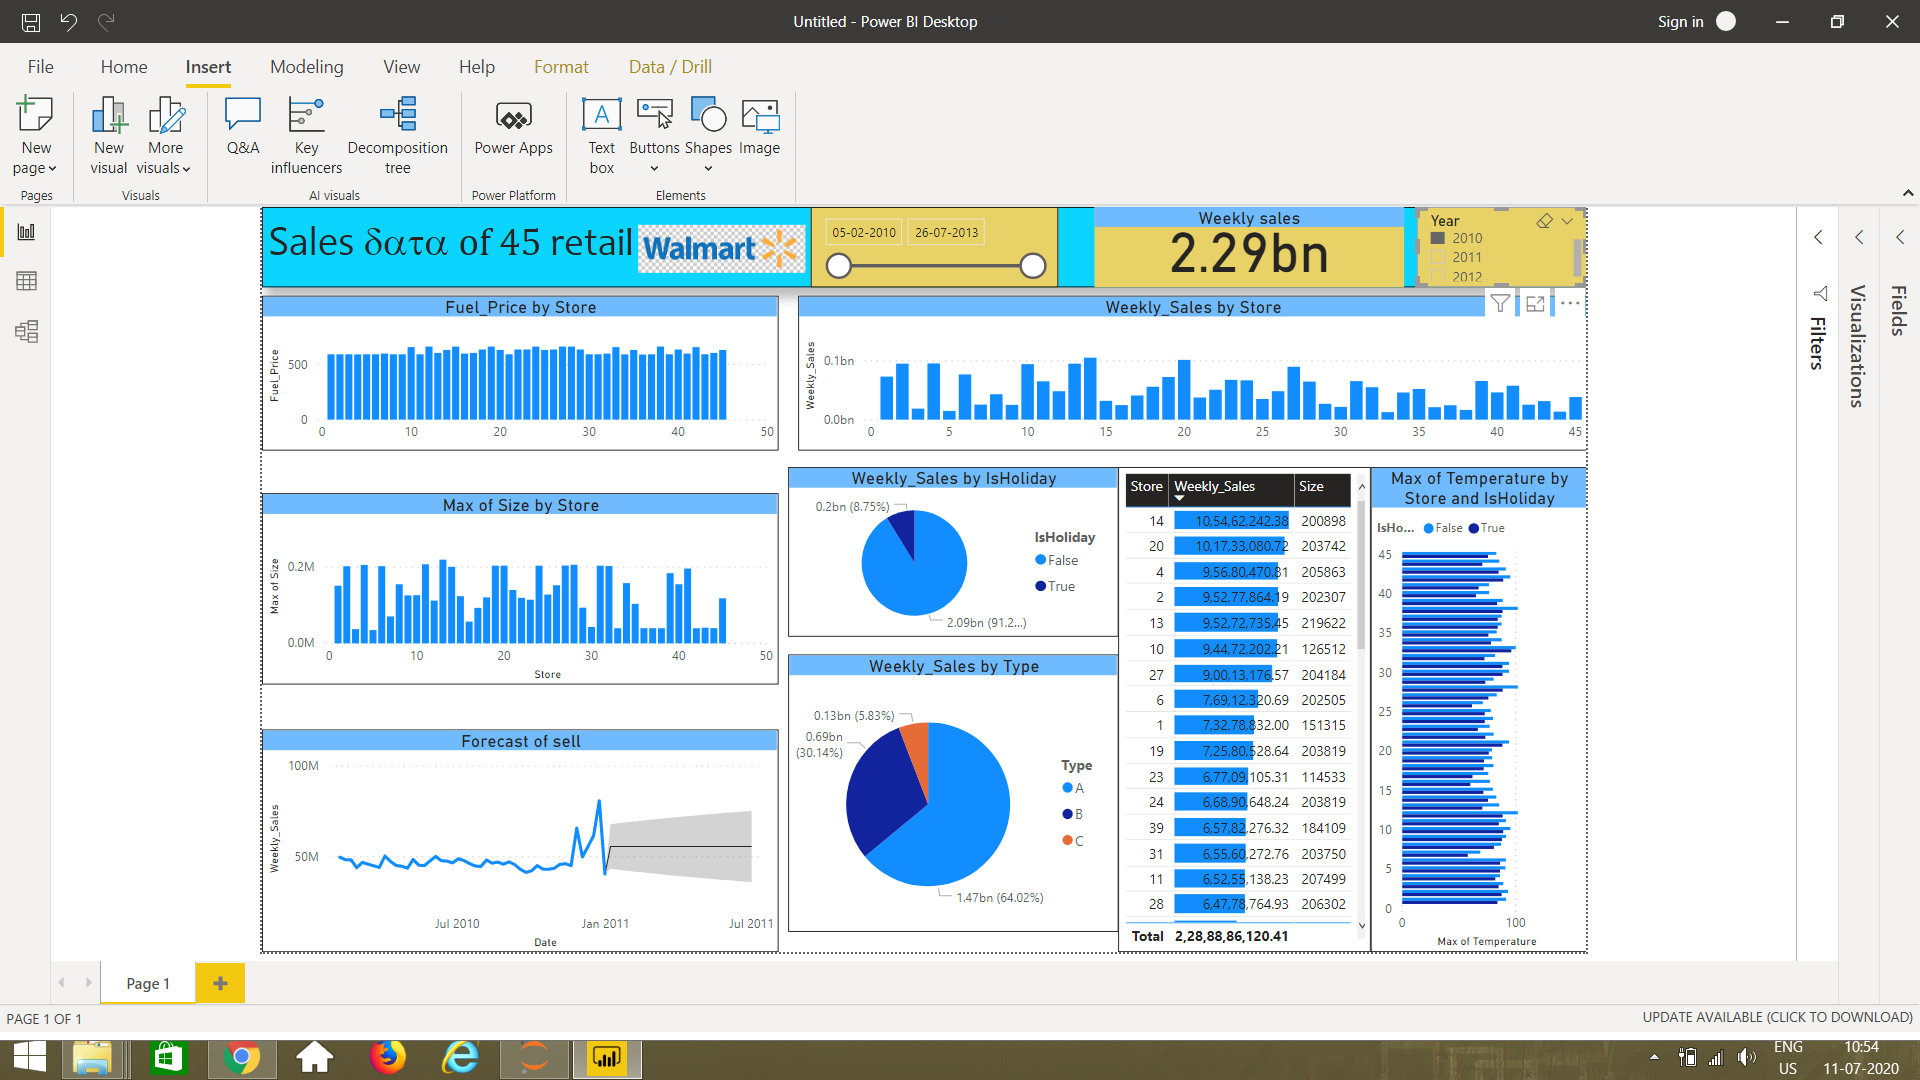 Untitled - Power BI Desktop
Sign in
File Home Insert Modeling View Help Format Data / Drill
New page
New visual
More visuals
Q&A
Key influencers
Decomposition tree
Power Apps
Text box
Buttons
Shapes
Image
Pages
Visuals
AI visuals
Power Platform
Elements
Sales δατα of 45 retail
Walmart
05-02-2010 26-07-2013
Weekly sales
2.29bn
Year
2010
2011
2012
Filters
Visualizations
Fields
Fuel_Price by Store
Fuel_Price
500
0
0 10 20 30 40 50
Weekly_Sales by Store
Weekly_Sales
0.1bn
0.0bn
0 5 10 15 20 25 30 35 40 45
Max of Size by Store
Max of Size
0.2M
0.0M
0 10 20 30 40 50
Store
Forecast of sell
Weekly_Sales
100M
50M
Jul 2010 Jan 2011 Jul 2011
Date
Weekly_Sales by IsHoliday
0.2bn (8.75%)
2.09bn (91.2...)
IsHoliday
False
True
Weekly_Sales by Type
0.13bn (5.83%)
0.69bn
(30.14%)
1.47bn (64.02%)
Type
A
B
C
Store Weekly_Sales Size
14 10,54,62,242.38 200898
20 10,17,33,080.72 203742
4 9,56,80,470.81 205863
2 9,52,77,864.19 202307
13 9,52,72,735.45 219622
10 9,44,72,202.21 126512
27 9,00,13,176.57 204184
6 7,69,12,320.69 202505
1 7,32,78,832.00 151315
19 7,25,80,528.64 203819
23 6,77,09,105.31 114533
24 6,68,90,648.24 203819
39 6,57,82,276.32 184109
31 6,55,60,272.76 203750
11 6,52,55,138.23 207499
28 6,47,78,764.93 206302
Total 2,28,88,86,120.41
Max of Temperature by
Store and IsHoliday
IsHo... False True
45
40
35
30
25
20
15
10
5
0
0 100
Max of Temperature
Page 1
PAGE 1 OF 1
UPDATE AVAILABLE (CLICK TO DOWNLOAD)
ENG
US
10:54
11-07-2020